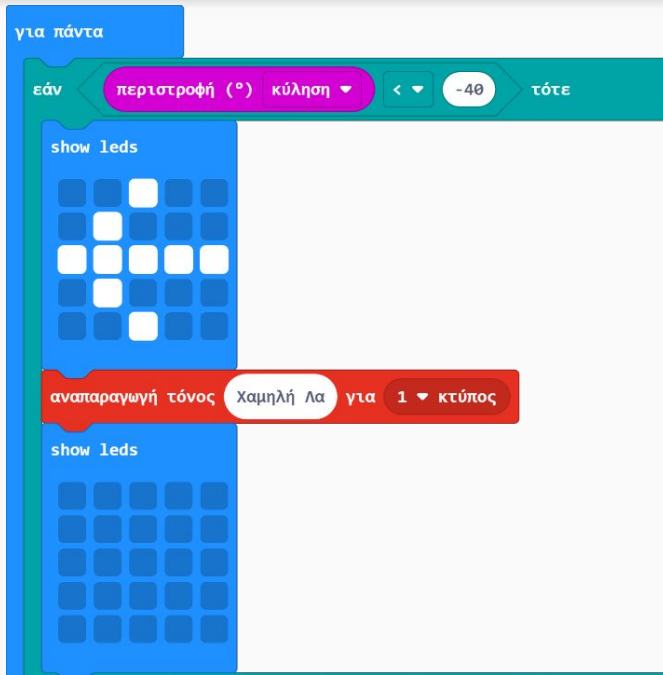 για πάντα
εάν περιστροφή (°) κύληση < -40 τότε
show leds
αναπαραγωγή τόνος Χαμηλή Λα για 1 κτύπος
show leds